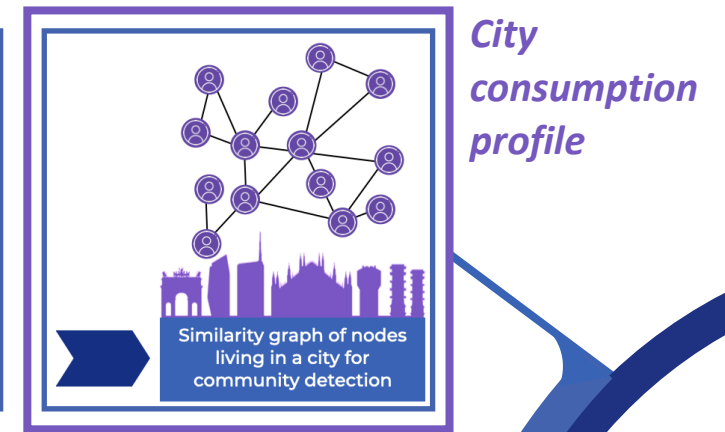 City
consumption
profile
Similarity graph of nodes
living in a city for
community detection